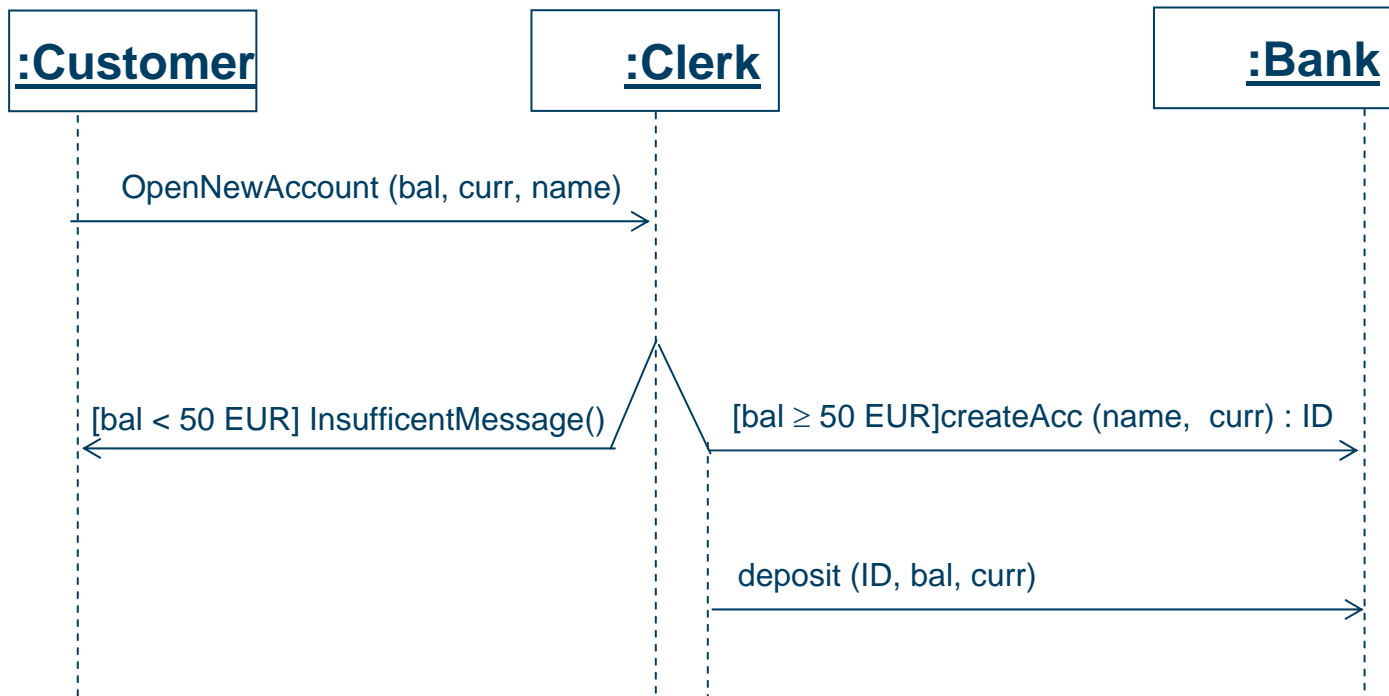 :Customer
:Clerk
:Bank
OpenNewAccount (bal, curr, name)
[bal < 50 EUR] InsufficentMessage()
[bal ≥ 50 EUR]createAcc (name, curr) : ID
deposit (ID, bal, curr)